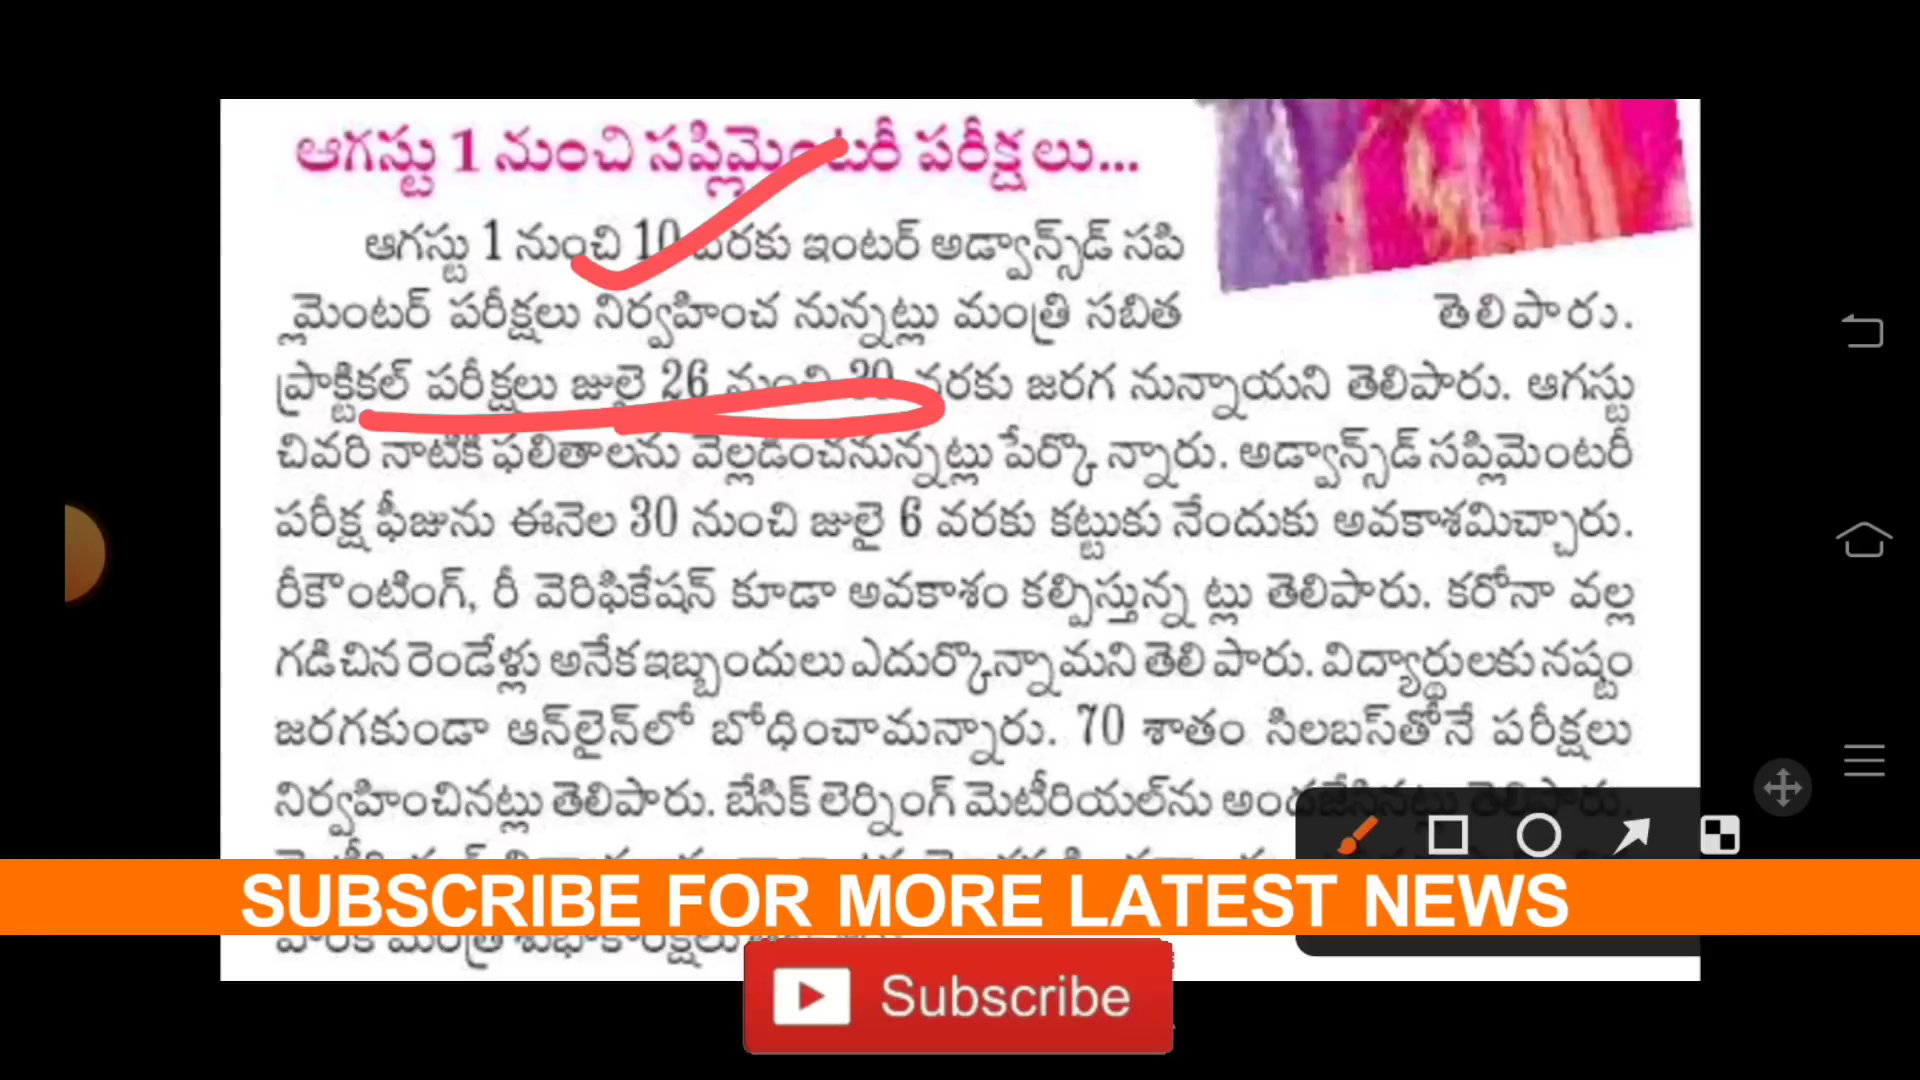 ఆగస్టు 1 నుంచి సప్లిమెంటరీ పరీక్షలు...
ఆగస్టు 1 నుంచి 10 వరకు ఇంటర్ అడ్వాన్స్‌డ్ సపి
్లమెంటర్ పరీక్షలు నిర్వహించ నున్నట్లు మంత్రి సబిత తెలిపారు.
ప్రాక్టికల్ పరీక్షలు జులై 26 నుంచి 30 వరకు జరగ నున్నాయని తెలిపారు. ఆగస్టు
చివరి నాటికి ఫలితాలను వెల్లడించనున్నట్లు పేర్కొ న్నారు. అడ్వాన్స్‌డ్ సప్లిమెంటరీ
పరీక్ష ఫీజును ఈనెల 30 నుంచి జులై 6 వరకు కట్టుకు నేందుకు అవకాశమిచ్చారు.
రీకౌంటింగ్, రీ వెరిఫికేషన్ కూడా అవకాశం కల్పిస్తున్న ట్లు తెలిపారు. కరోనా వల్ల
గడిచిన రెండేళ్లు అనేక ఇబ్బందులు ఎదుర్కొన్నామని తెలి పారు. విద్యార్థులకు నష్టం
జరగకుండా ఆన్‌లైన్‌లో బోధించామన్నారు. 70 శాతం సిలబస్‌తోనే పరీక్షలు
నిర్వహించినట్లు తెలిపారు. బేసిక్ లెర్నింగ్ మెటీరియల్‌ను అందజేసినట్లు తెలిపారు.
SUBSCRIBE FOR MORE LATEST NEWS
Subscribe